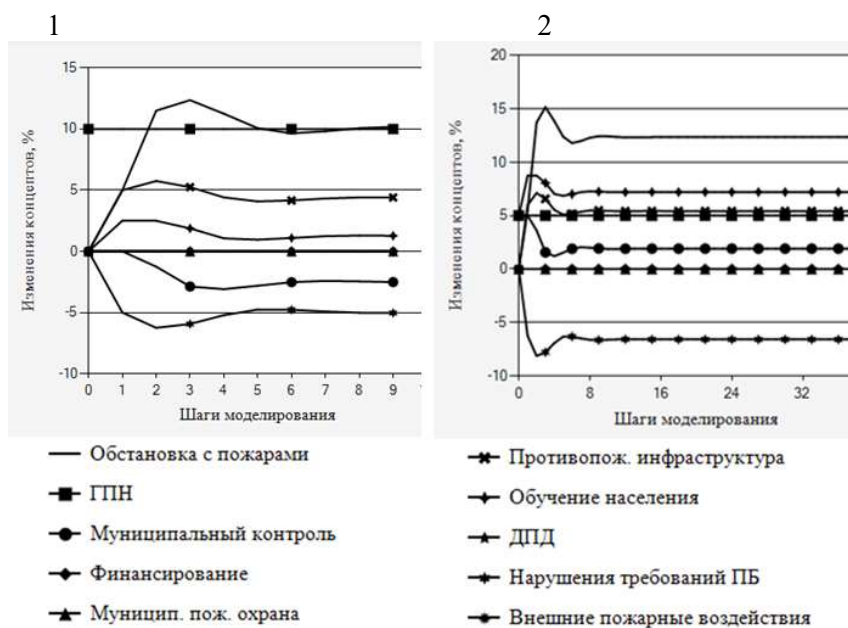 1
2
15
10
5
0
-5
-10
Изменения концептов, %
0 1 2 3 4 5 6 7 8 9
Шаги моделирования
20
15
10
5
0
-5
-10
Изменения концептов, %
0 8 16 24 32
Шаги моделирования
Обстановка с пожарами
ГПН
Муниципальный контроль
Финансирование
Муницип. пож. охрана
Противопож. инфраструктура
Обучение населения
ДПД
Нарушения требований ПБ
Внешние пожарные воздействия